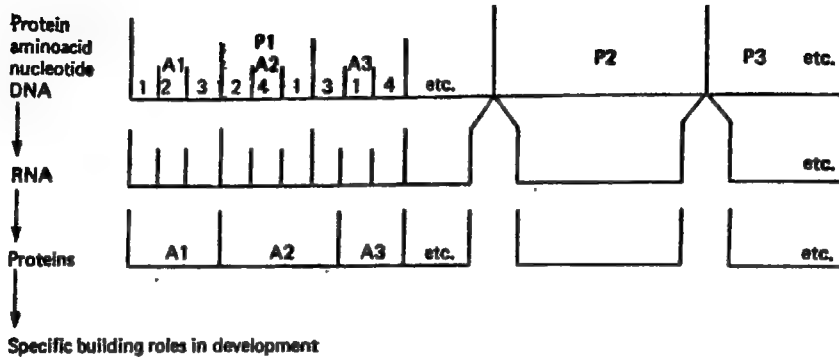 Protein
aminoacid
nucleotide
DNA
P1
A1 A2 A3
1 2 3 2 4 1 3 1 4 etc.
P2
P3 etc.
RNA
etc.
Proteins
A1 A2 A3 etc.
etc.
Specific building roles in development